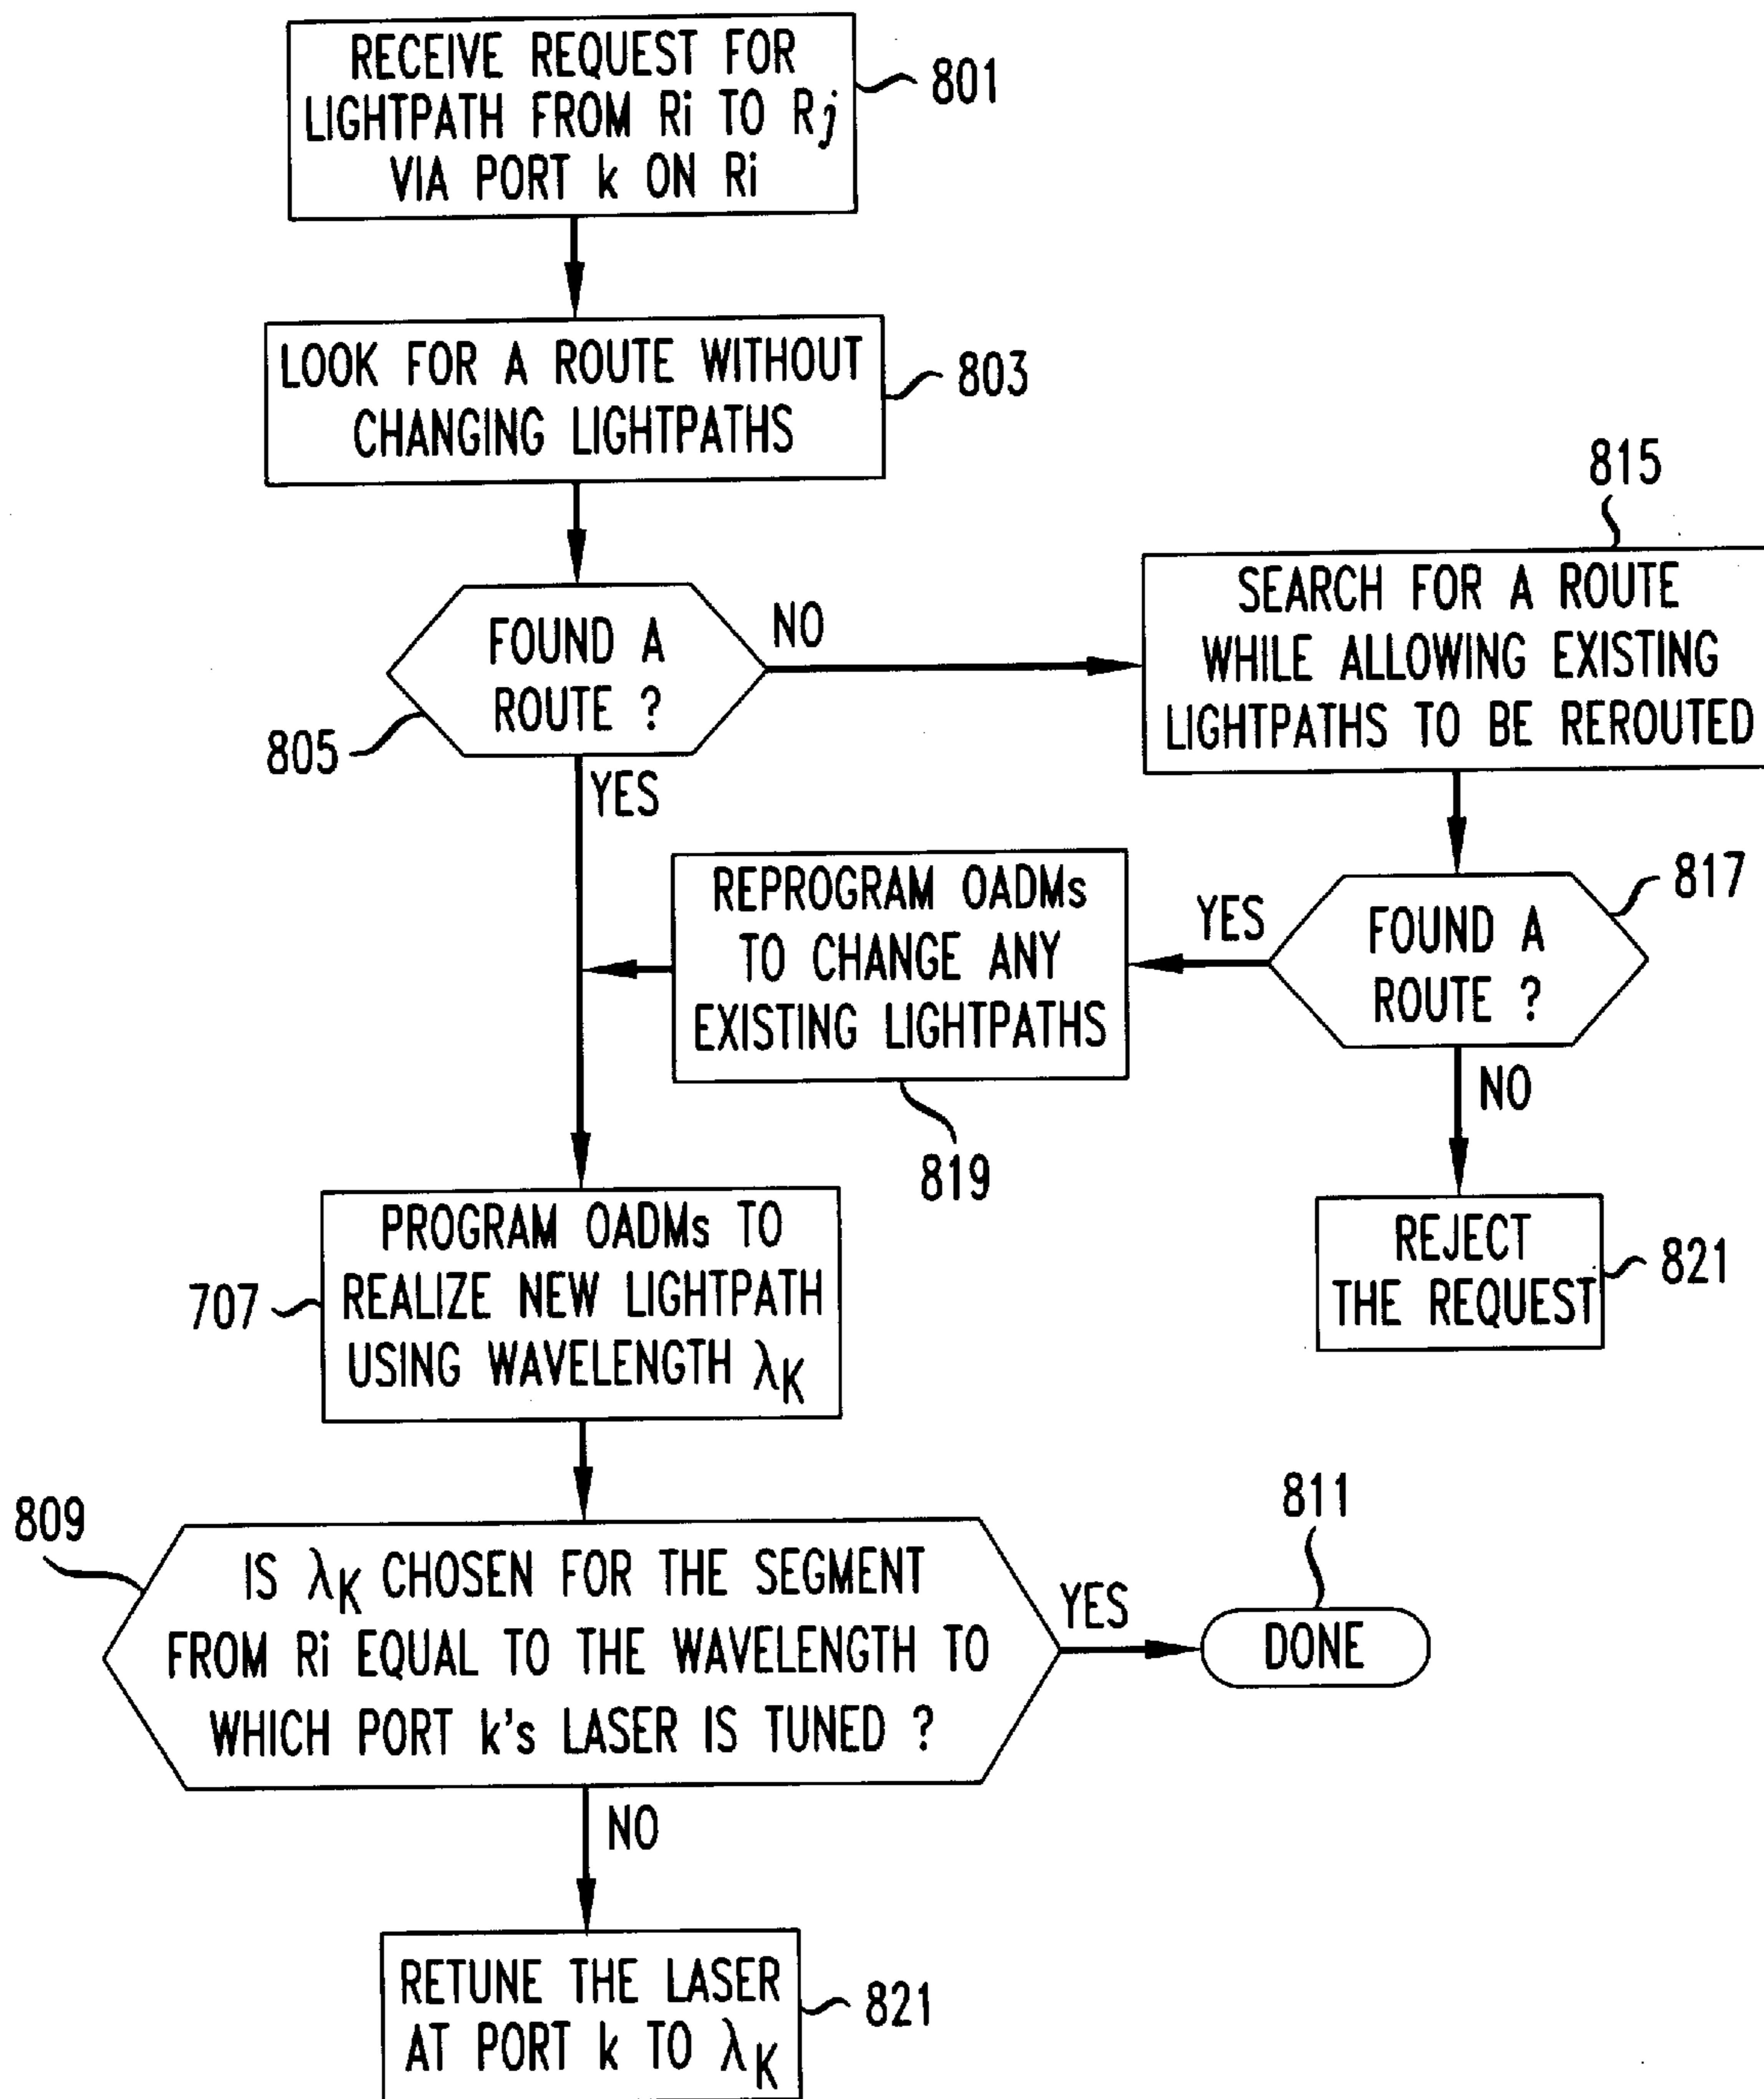 RECEIVE REQUEST FOR
LIGHTPATH FROM Ri TO Rj
VIA PORT k ON Ri
801
LOOK FOR A ROUTE WITHOUT
CHANGING LIGHTPATHS
803
FOUND A
ROUTE ?
805
NO
YES
815
SEARCH FOR A ROUTE
WHILE ALLOWING EXISTING
LIGHTPATHS TO BE REROUTED
817
FOUND A
ROUTE ?
YES
NO
REPROGRAM OADMs
TO CHANGE ANY
EXISTING LIGHTPATHS
819
REJECT
THE REQUEST
821
PROGRAM OADMs TO
REALIZE NEW LIGHTPATH
USING WAVELENGTH λK
707
809
IS λK CHOSEN FOR THE SEGMENT
FROM Ri EQUAL TO THE WAVELENGTH TO
WHICH PORT k's LASER IS TUNED ?
YES
811
DONE
NO
RETUNE THE LASER
AT PORT k TO λK
821